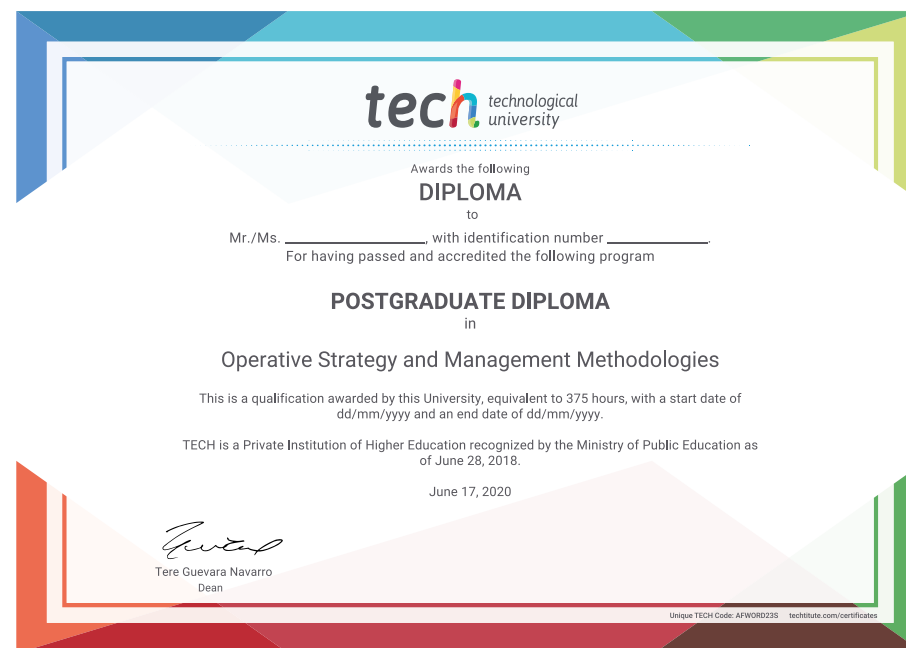 tech technological
university
Awards the following
DIPLOMA
to
Mr./Ms. ____________________, with identification number ______________.
For having passed and accredited the following program
POSTGRADUATE DIPLOMA
in
Operative Strategy and Management Methodologies
This is a qualification awarded by this University, equivalent to 375 hours, with a start date of
dd/mm/yyyy and an end date of dd/mm/yyyy.
TECH is a Private Institution of Higher Education recognized by the Ministry of Public Education as
of June 28, 2018.
June 17, 2020
Tere Guevara Navarro
Dean
Unique TECH Code: AFWORD23S techtitute.com/certificates